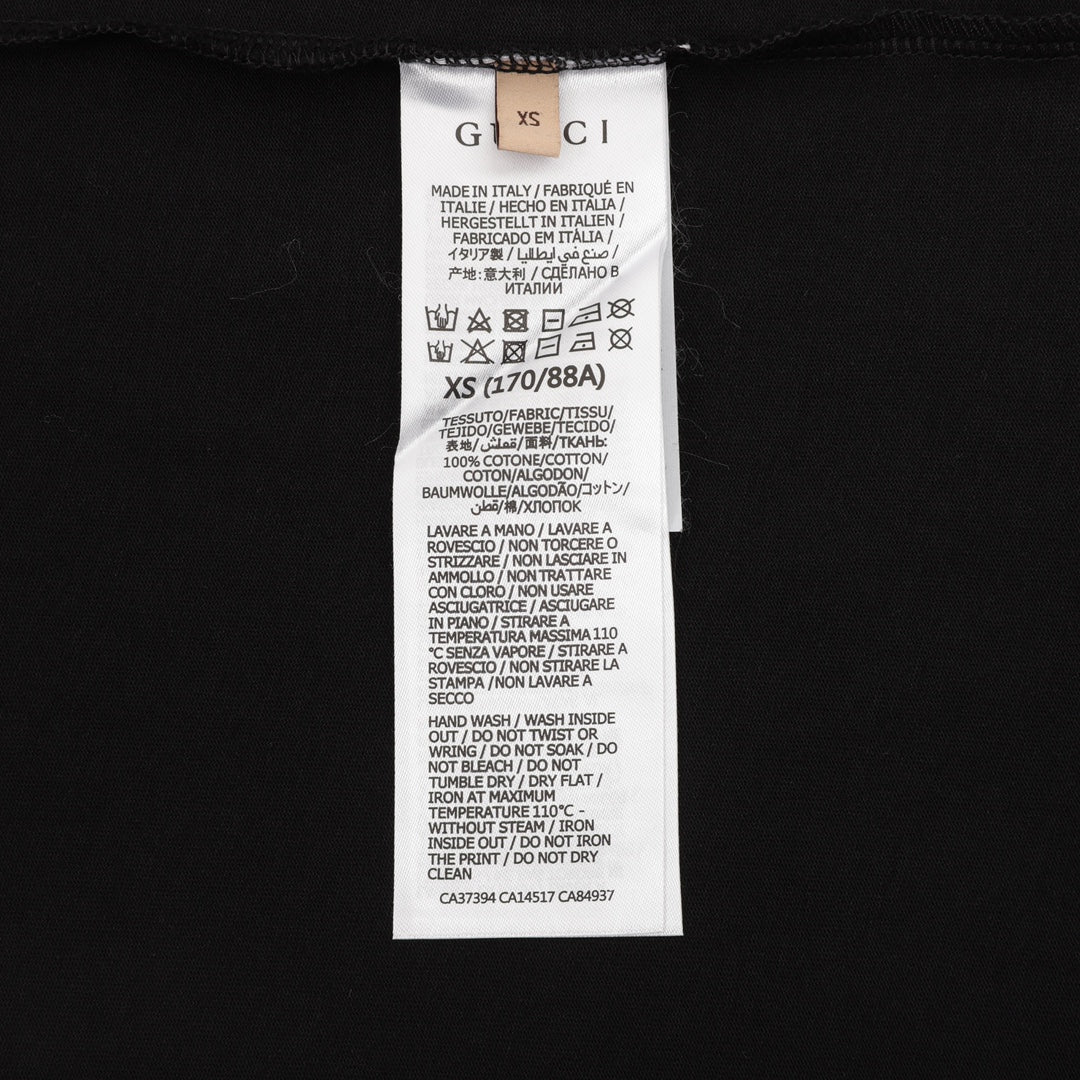 XS
GUCCI
MADE IN ITALY / FABRIQUÉ EN
ITALIE / HECHO EN ITALIA /
HERGESTELLT IN ITALIEN /
FABRICADO EM ITÁLIA /
イタリア製 / صنع في ايطاليا /
产地: 意大利 / СДЕЛАНО В
ИТАЛИИ
XS (170/88A)
TESSUTO/FABRIC/TISSU/
TEJIDO/GEWEBE/TECIDO/
表地/قماش/面料/ТКАНЬ:
100% COTONE/COTTON/
COTON/ALGODON/
BAUMWOLLE/ALGODÃO/コットン/
قطن/棉/ХЛОПОК
LAVARE A MANO / LAVARE A
ROVESCIO / NON TORCERE O
STRIZZARE / NON LASCIARE IN
AMMOLLO / NON TRATTARE
CON CLORO / NON USARE
ASCIUGATRICE / ASCIUGARE
IN PIANO / STIRARE A
TEMPERATURA MASSIMA 110
°C SENZA VAPORE / STIRARE A
ROVESCIO / NON STIRARE LA
STAMPA / NON LAVARE A
SECCO
HAND WASH / WASH INSIDE
OUT / DO NOT TWIST OR
WRING / DO NOT SOAK / DO
NOT BLEACH / DO NOT
TUMBLE DRY / DRY FLAT /
IRON AT MAXIMUM
TEMPERATURE 110°C -
WITHOUT STEAM / IRON
INSIDE OUT / DO NOT IRON
THE PRINT / DO NOT DRY
CLEAN
CA37394 CA14517 CA84937